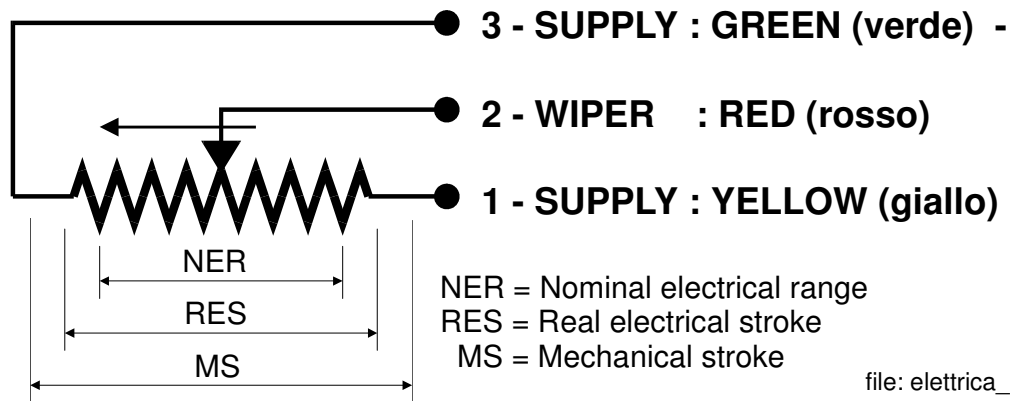 3 - SUPPLY : GREEN (verde) -
2 - WIPER : RED (rosso)
1 - SUPPLY : YELLOW (giallo)
NER
RES
MS
NER = Nominal electrical range
RES = Real electrical stroke
MS = Mechanical stroke
file: elettrica_